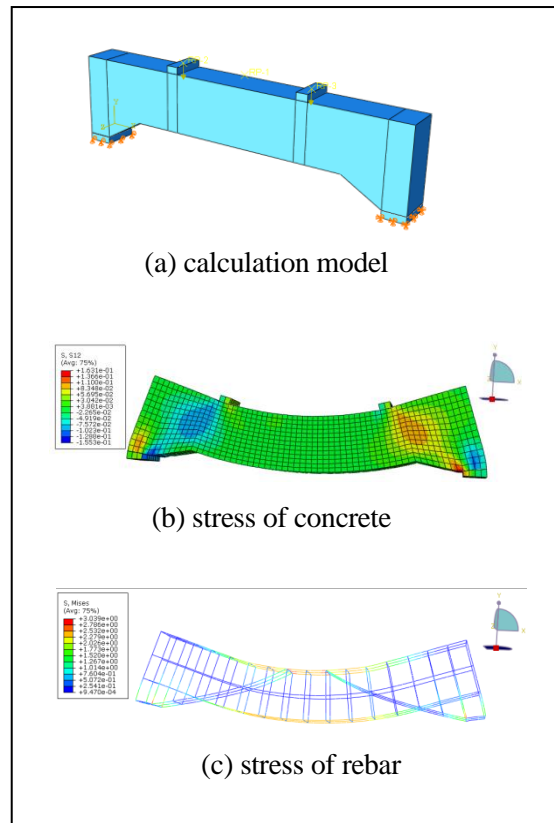 (a) calculation model
S, S12
(Avg: 75%)
+1.631e-01
+1.366e-01
+1.100e-01
+8.348e-02
+5.695e-02
+3.042e-02
+3.881e-03
-2.265e-02
-4.919e-02
-7.572e-02
-1.023e-01
-1.288e-01
-1.553e-01
Y
X
(b) stress of concrete
S, Mises
(Avg: 75%)
+3.039e+00
+2.786e+00
+2.532e+00
+2.279e+00
+2.026e+00
+1.773e+00
+1.520e+00
+1.267e+00
+1.014e+00
+7.604e-01
+5.072e-01
+2.541e-01
+9.470e-04
Y
X
(c) stress of rebar